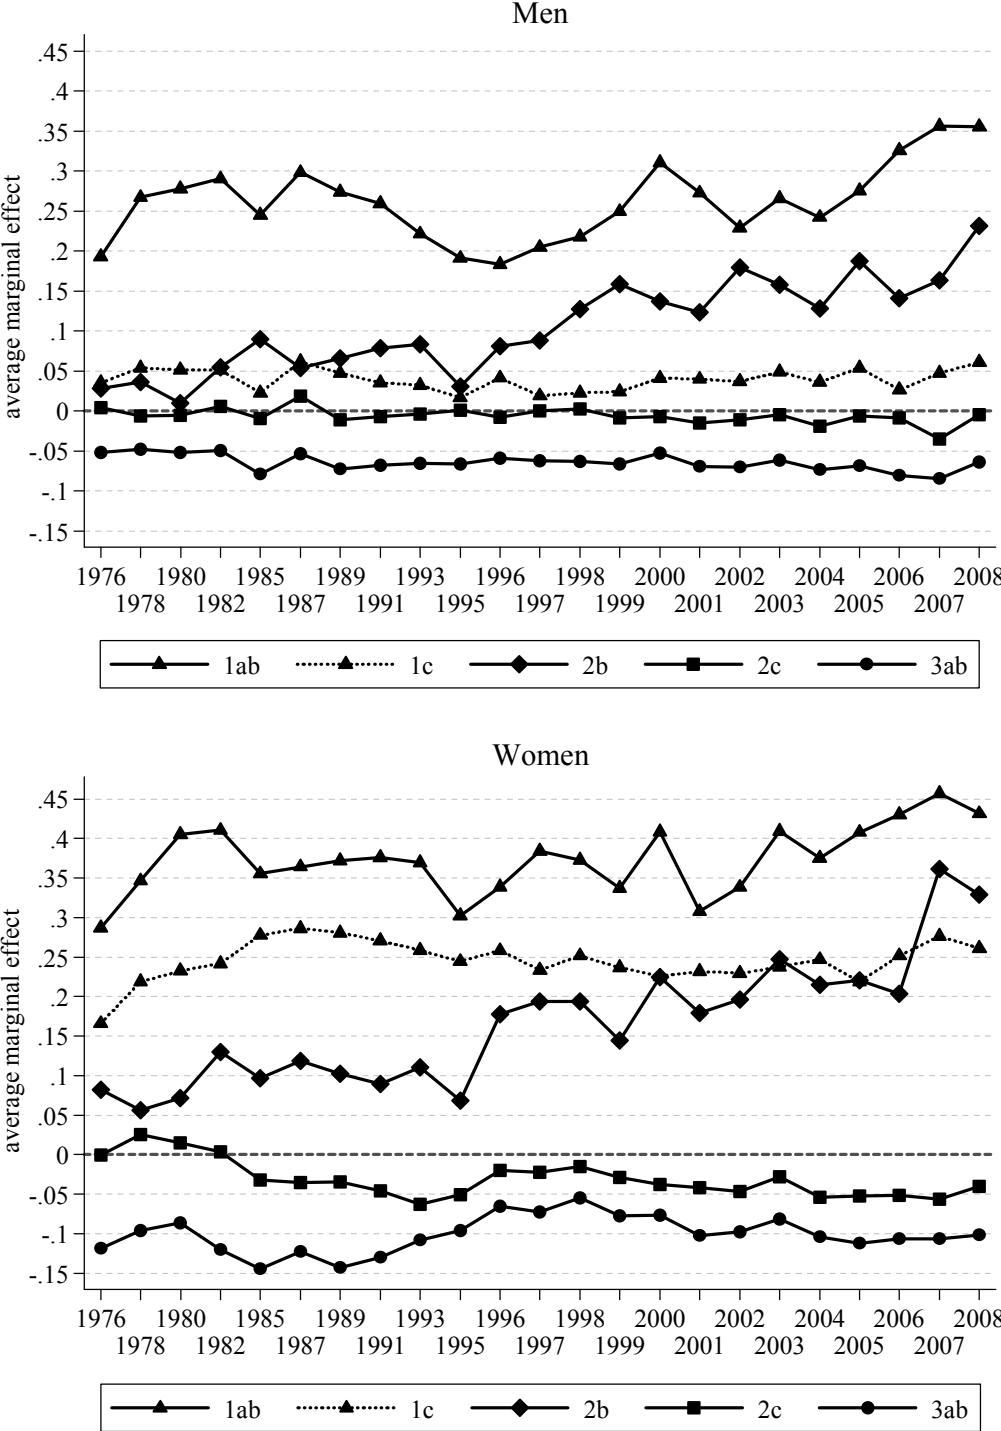 Men
average marginal effect
.45
.4
.35
.3
.25
.2
.15
.1
.05
0
-.05
-.1
-.15
1976 1980 1985 1989 1993 1996 1998 2000 2002 2004 2006 2008
1978 1982 1987 1991 1995 1997 1999 2001 2003 2005 2007
1ab 1c 2b 2c 3ab
Women
average marginal effect
.45
.4
.35
.3
.25
.2
.15
.1
.05
0
-.05
-.1
-.15
1976 1980 1985 1989 1993 1996 1998 2000 2002 2004 2006 2008
1978 1982 1987 1991 1995 1997 1999 2001 2003 2005 2007
1ab 1c 2b 2c 3ab